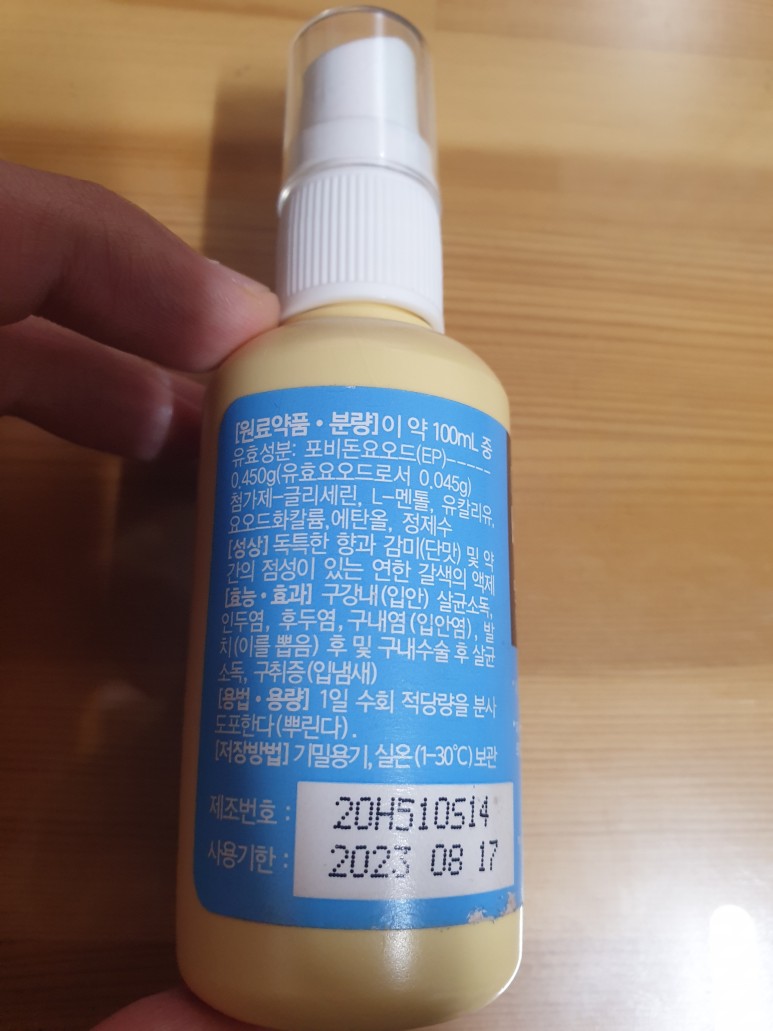 [원료약품・분량]이 약 100mL 중
유효성분: 포비돈요오드(EP)------
0.450g(유효요오드로서 0.045g)
첨가제-글리세린, L-멘톨, 유칼리유,
요오드화칼륨,에탄올, 정제수
[성상] 독특한 향과 감미(단맛) 및 약
간의 점성이 있는 연한 갈색의 액제
[효능・효과] 구강내(입안) 살균소독,
인두염, 후두염, 구내염(입안염), 발
치(이를 뽑음) 후 및 구내수술 후 살균
소독, 구취증(입냄새)
[용법・용량] 1일 수회 적당량을 분사
도포한다(뿌린다).
[저장방법] 기밀용기, 실온(1-30℃)보관
제조번호 : 20H510S14
사용기한 : 2023 08 17